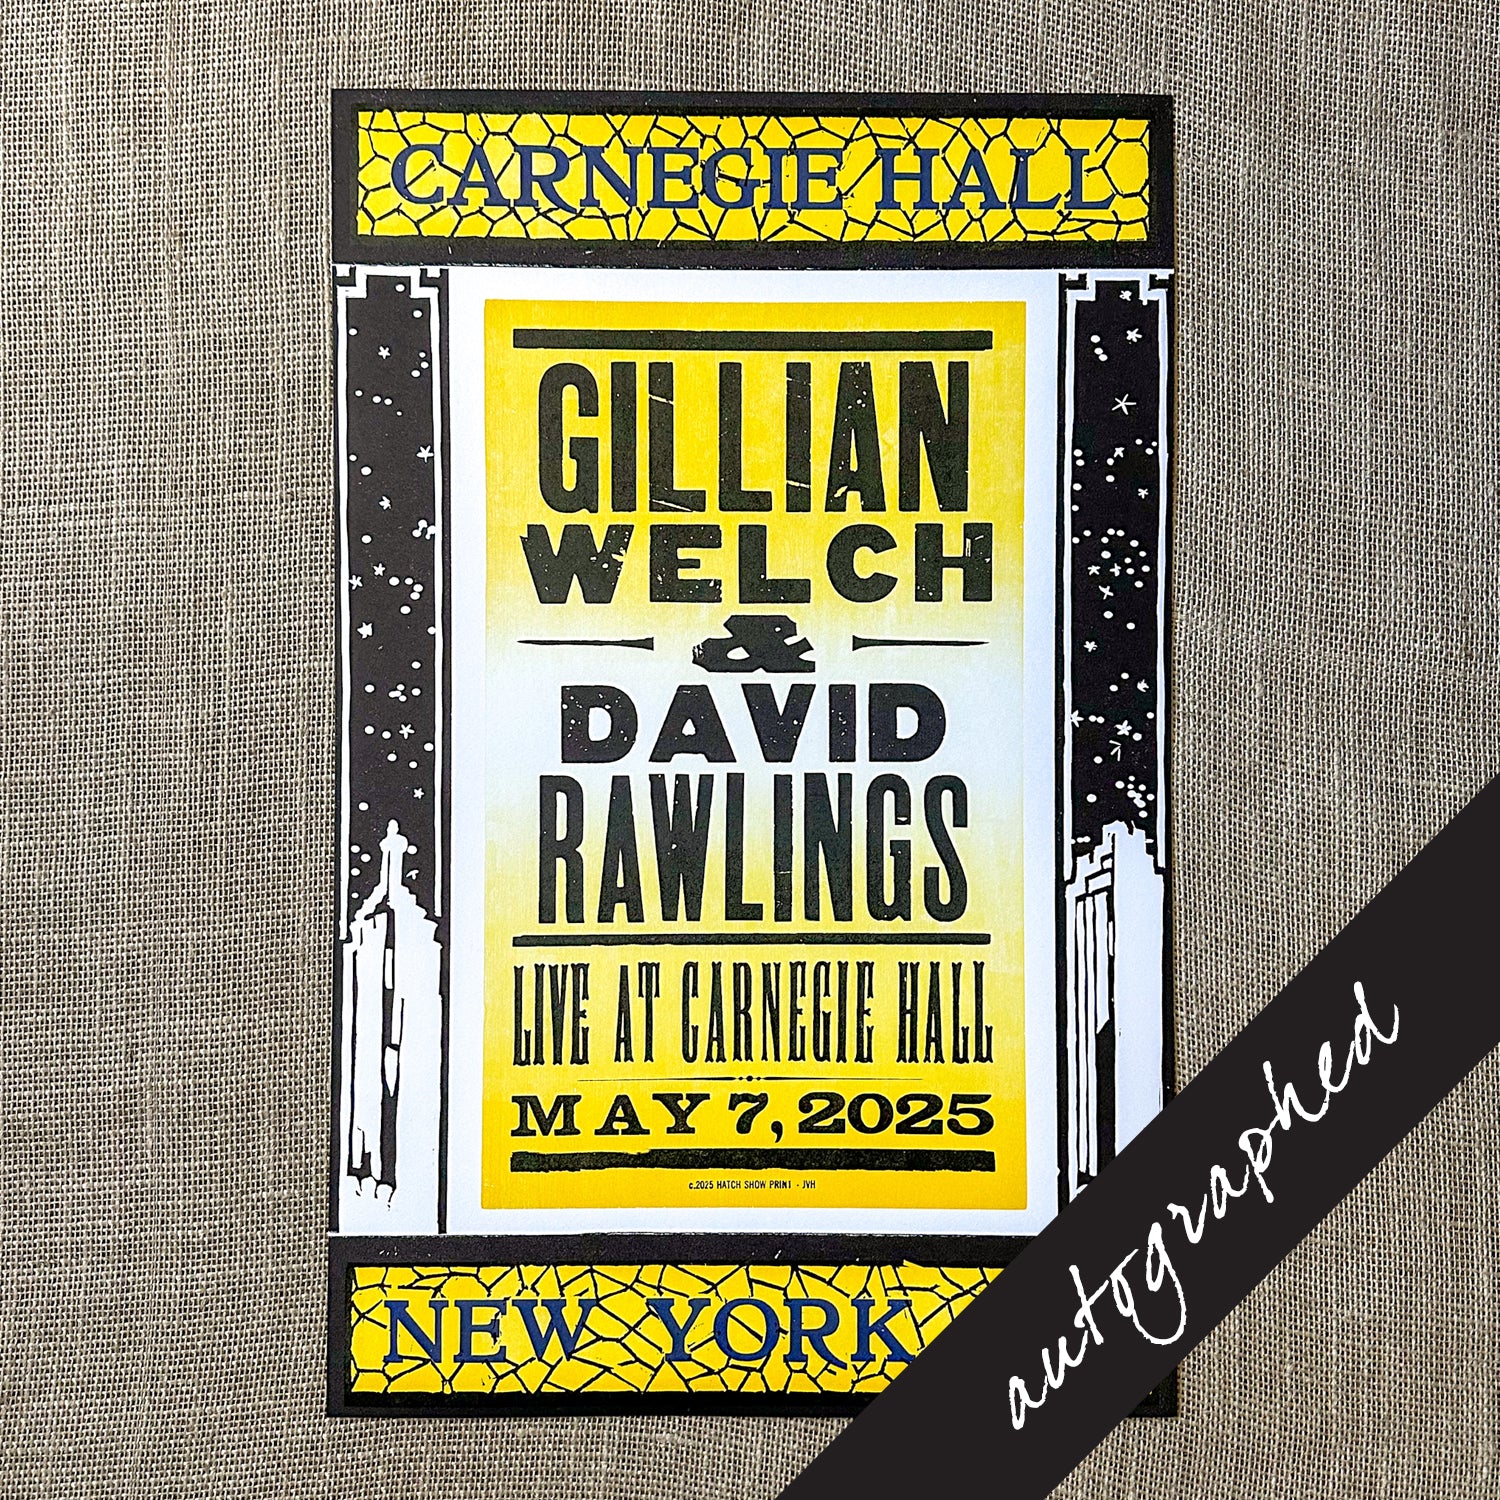 CARNEGIE HALL
GILLIAN
WELCH
&
DAVID
RAWLINGS
LIVE AT CARNEGIE HALL
MAY 7, 2025
c.2025 HATCH SHOW PRINT - JVH
NEW YORK
autographed